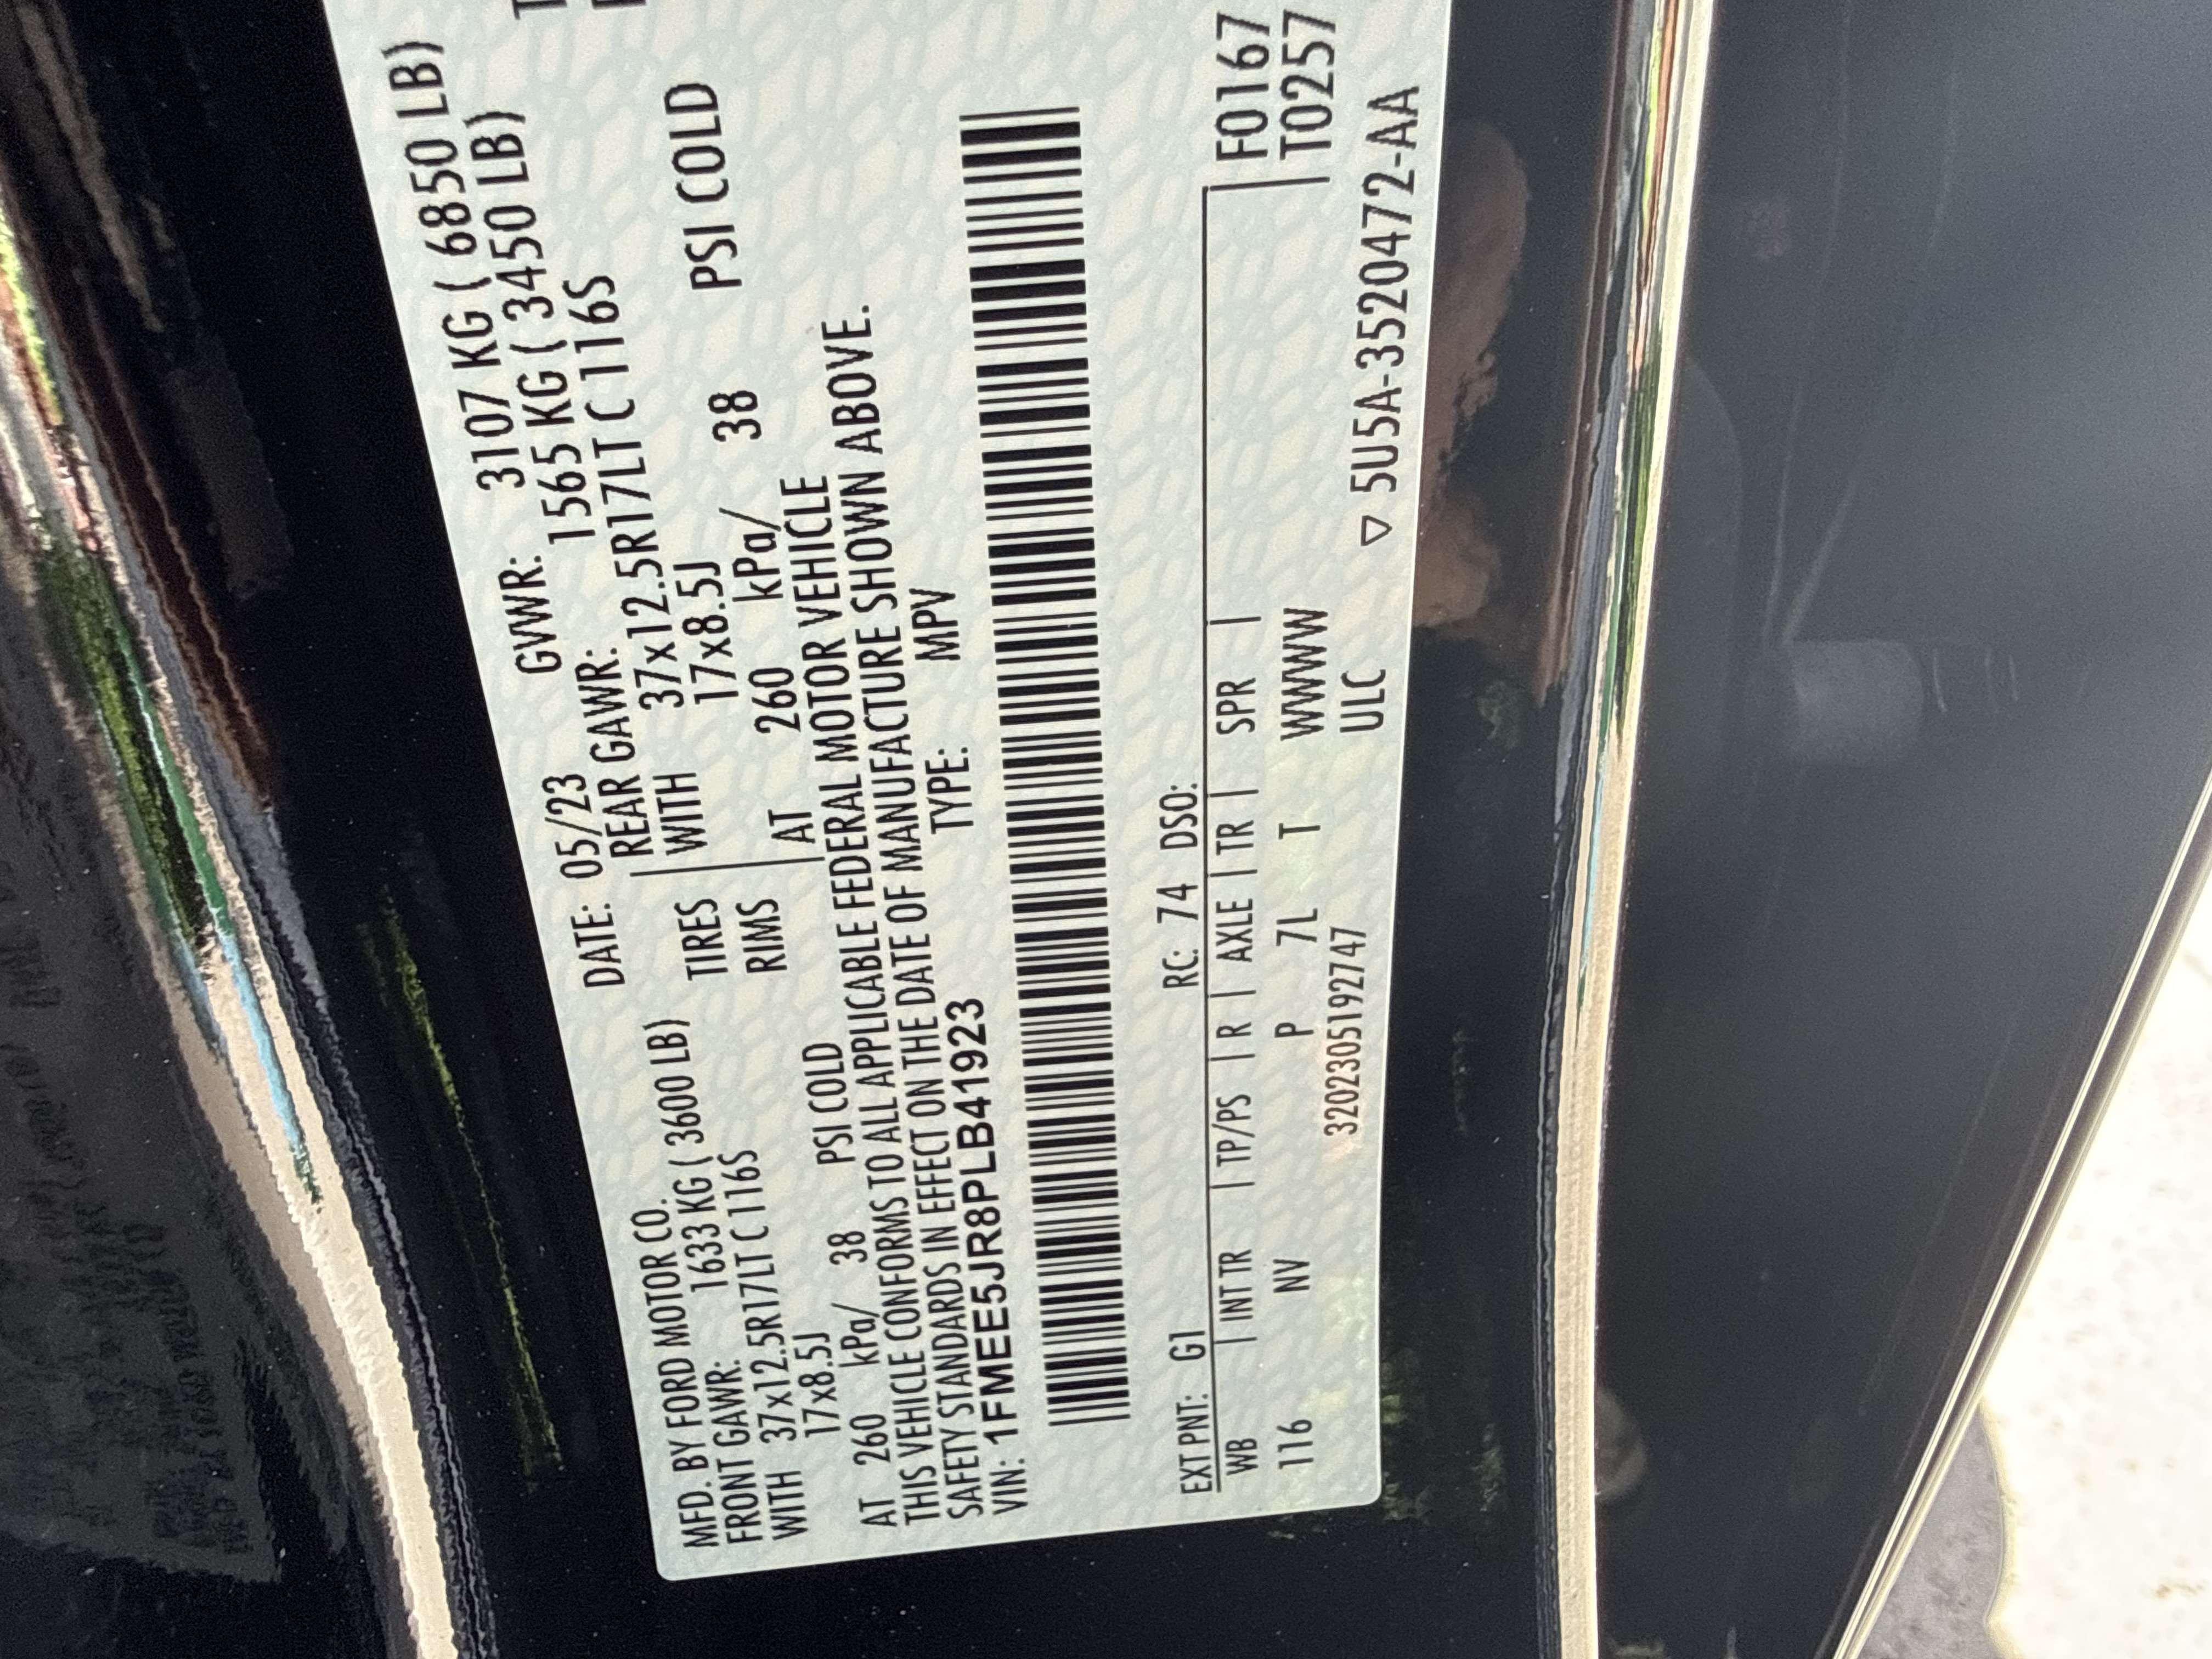 MFD. BY FORD MOTOR CO.
DATE: 05/23 GVWR: 3107 KG ( 6850 LB)
FRONT GAWR: 1633 KG ( 3600 LB)
REAR GAWR: 1565 KG ( 3450 LB)
WITH 37x12.5R17LT C 116S
TIRES
WITH 37x12.5R17LT C 116S
17x8.5J
RIMS
17x8.5J
AT 260 kPa/ 38 PSI COLD
AT 260 kPa/ 38 PSI COLD
THIS VEHICLE CONFORMS TO ALL APPLICABLE FEDERAL MOTOR VEHICLE
SAFETY STANDARDS IN EFFECT ON THE DATE OF MANUFACTURE SHOWN ABOVE.
VIN: 1FMEE5JR8PLB41923 TYPE: MPV
EXT PNT: G1 RC: 74 DSO:
WB | INT TR | TP/PS | R | AXLE | TR | SPR | F0167
116 NV P 7L T WWWW T0257
3202305192747 ULC ▽ 5U5A-3520472-AA